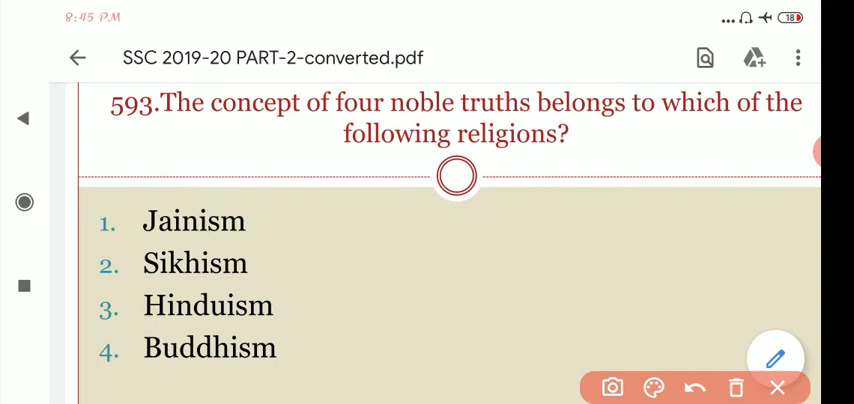 8:45 PM
18
SSC 2019-20 PART-2-converted.pdf
593.The concept of four noble truths belongs to which of the
following religions?
1. Jainism
2. Sikhism
3. Hinduism
4. Buddhism